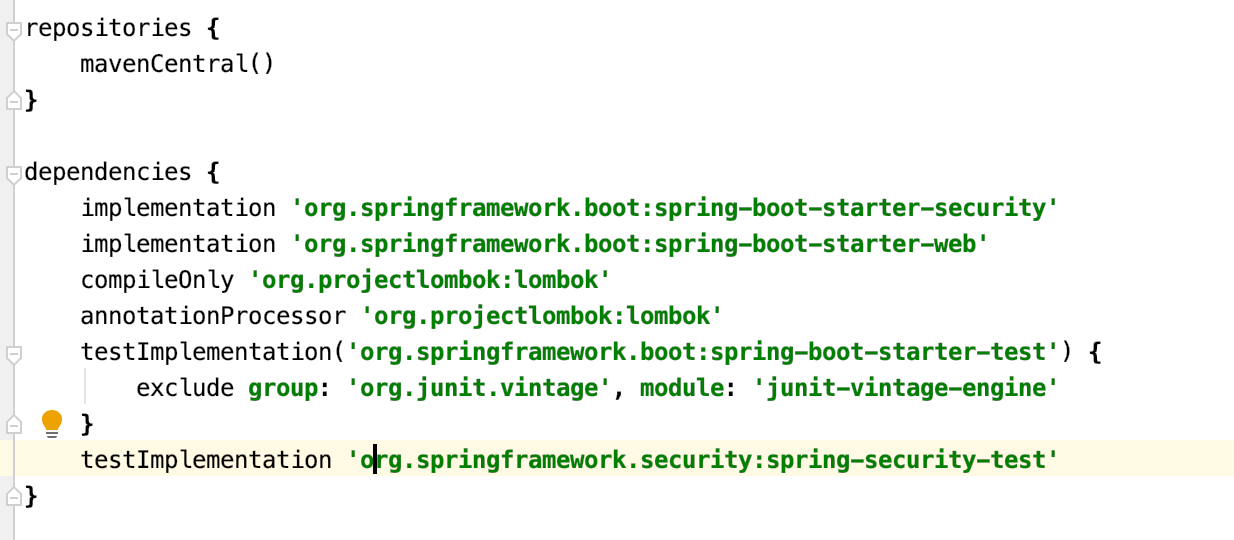 repositories {
    mavenCentral()
}

dependencies {
    implementation 'org.springframework.boot:spring-boot-starter-security'
    implementation 'org.springframework.boot:spring-boot-starter-web'
    compileOnly 'org.projectlombok:lombok'
    annotationProcessor 'org.projectlombok:lombok'
    testImplementation('org.springframework.boot:spring-boot-starter-test') {
        exclude group: 'org.junit.vintage', module: 'junit-vintage-engine'
    }
    testImplementation 'org.springframework.security:spring-security-test'
}